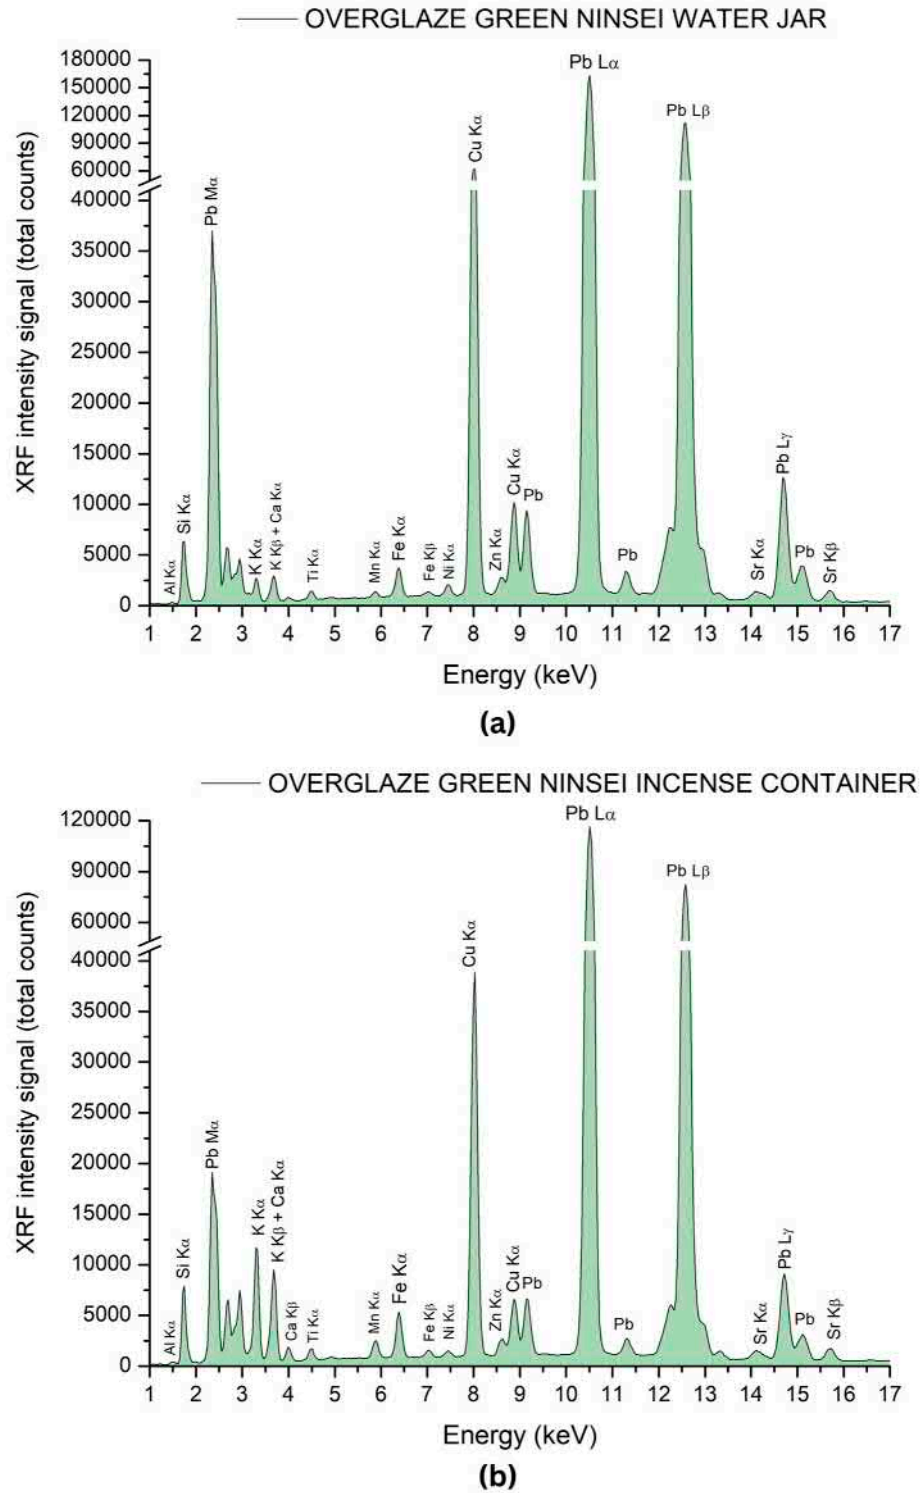 OVERGLAZE GREEN NINSEI WATER JAR
XRF intensity signal (total counts)
180000
150000
120000
90000
60000
40000
35000
30000
25000
20000
15000
10000
5000
0
Al Kα
Si Kα
Pb Mα
K Kα
K Kβ + Ca Kα
Ti Kα
Mn Kα
Fe Kα
Fe Kβ
Ni Kα
Cu Kα
Zn Kα
Cu Kα
Pb
Pb Lα
Pb
Pb Lβ
Sr Kα
Pb Lγ
Pb
Sr Kβ
1 2 3 4 5 6 7 8 9 10 11 12 13 14 15 16 17
Energy (keV)
(a)
OVERGLAZE GREEN NINSEI INCENSE CONTAINER
XRF intensity signal (total counts)
120000
90000
60000
40000
35000
30000
25000
20000
15000
10000
5000
0
Al Kα
Si Kα
Pb Mα
K Kα
K Kβ + Ca Kα
Ca Kβ
Ti Kα
Mn Kα
Fe Kα
Fe Kβ
Ni Kα
Cu Kα
Zn Kα
Cu Kα
Pb
Pb Lα
Pb
Pb Lβ
Sr Kα
Pb Lγ
Pb
Sr Kβ
1 2 3 4 5 6 7 8 9 10 11 12 13 14 15 16 17
Energy (keV)
(b)